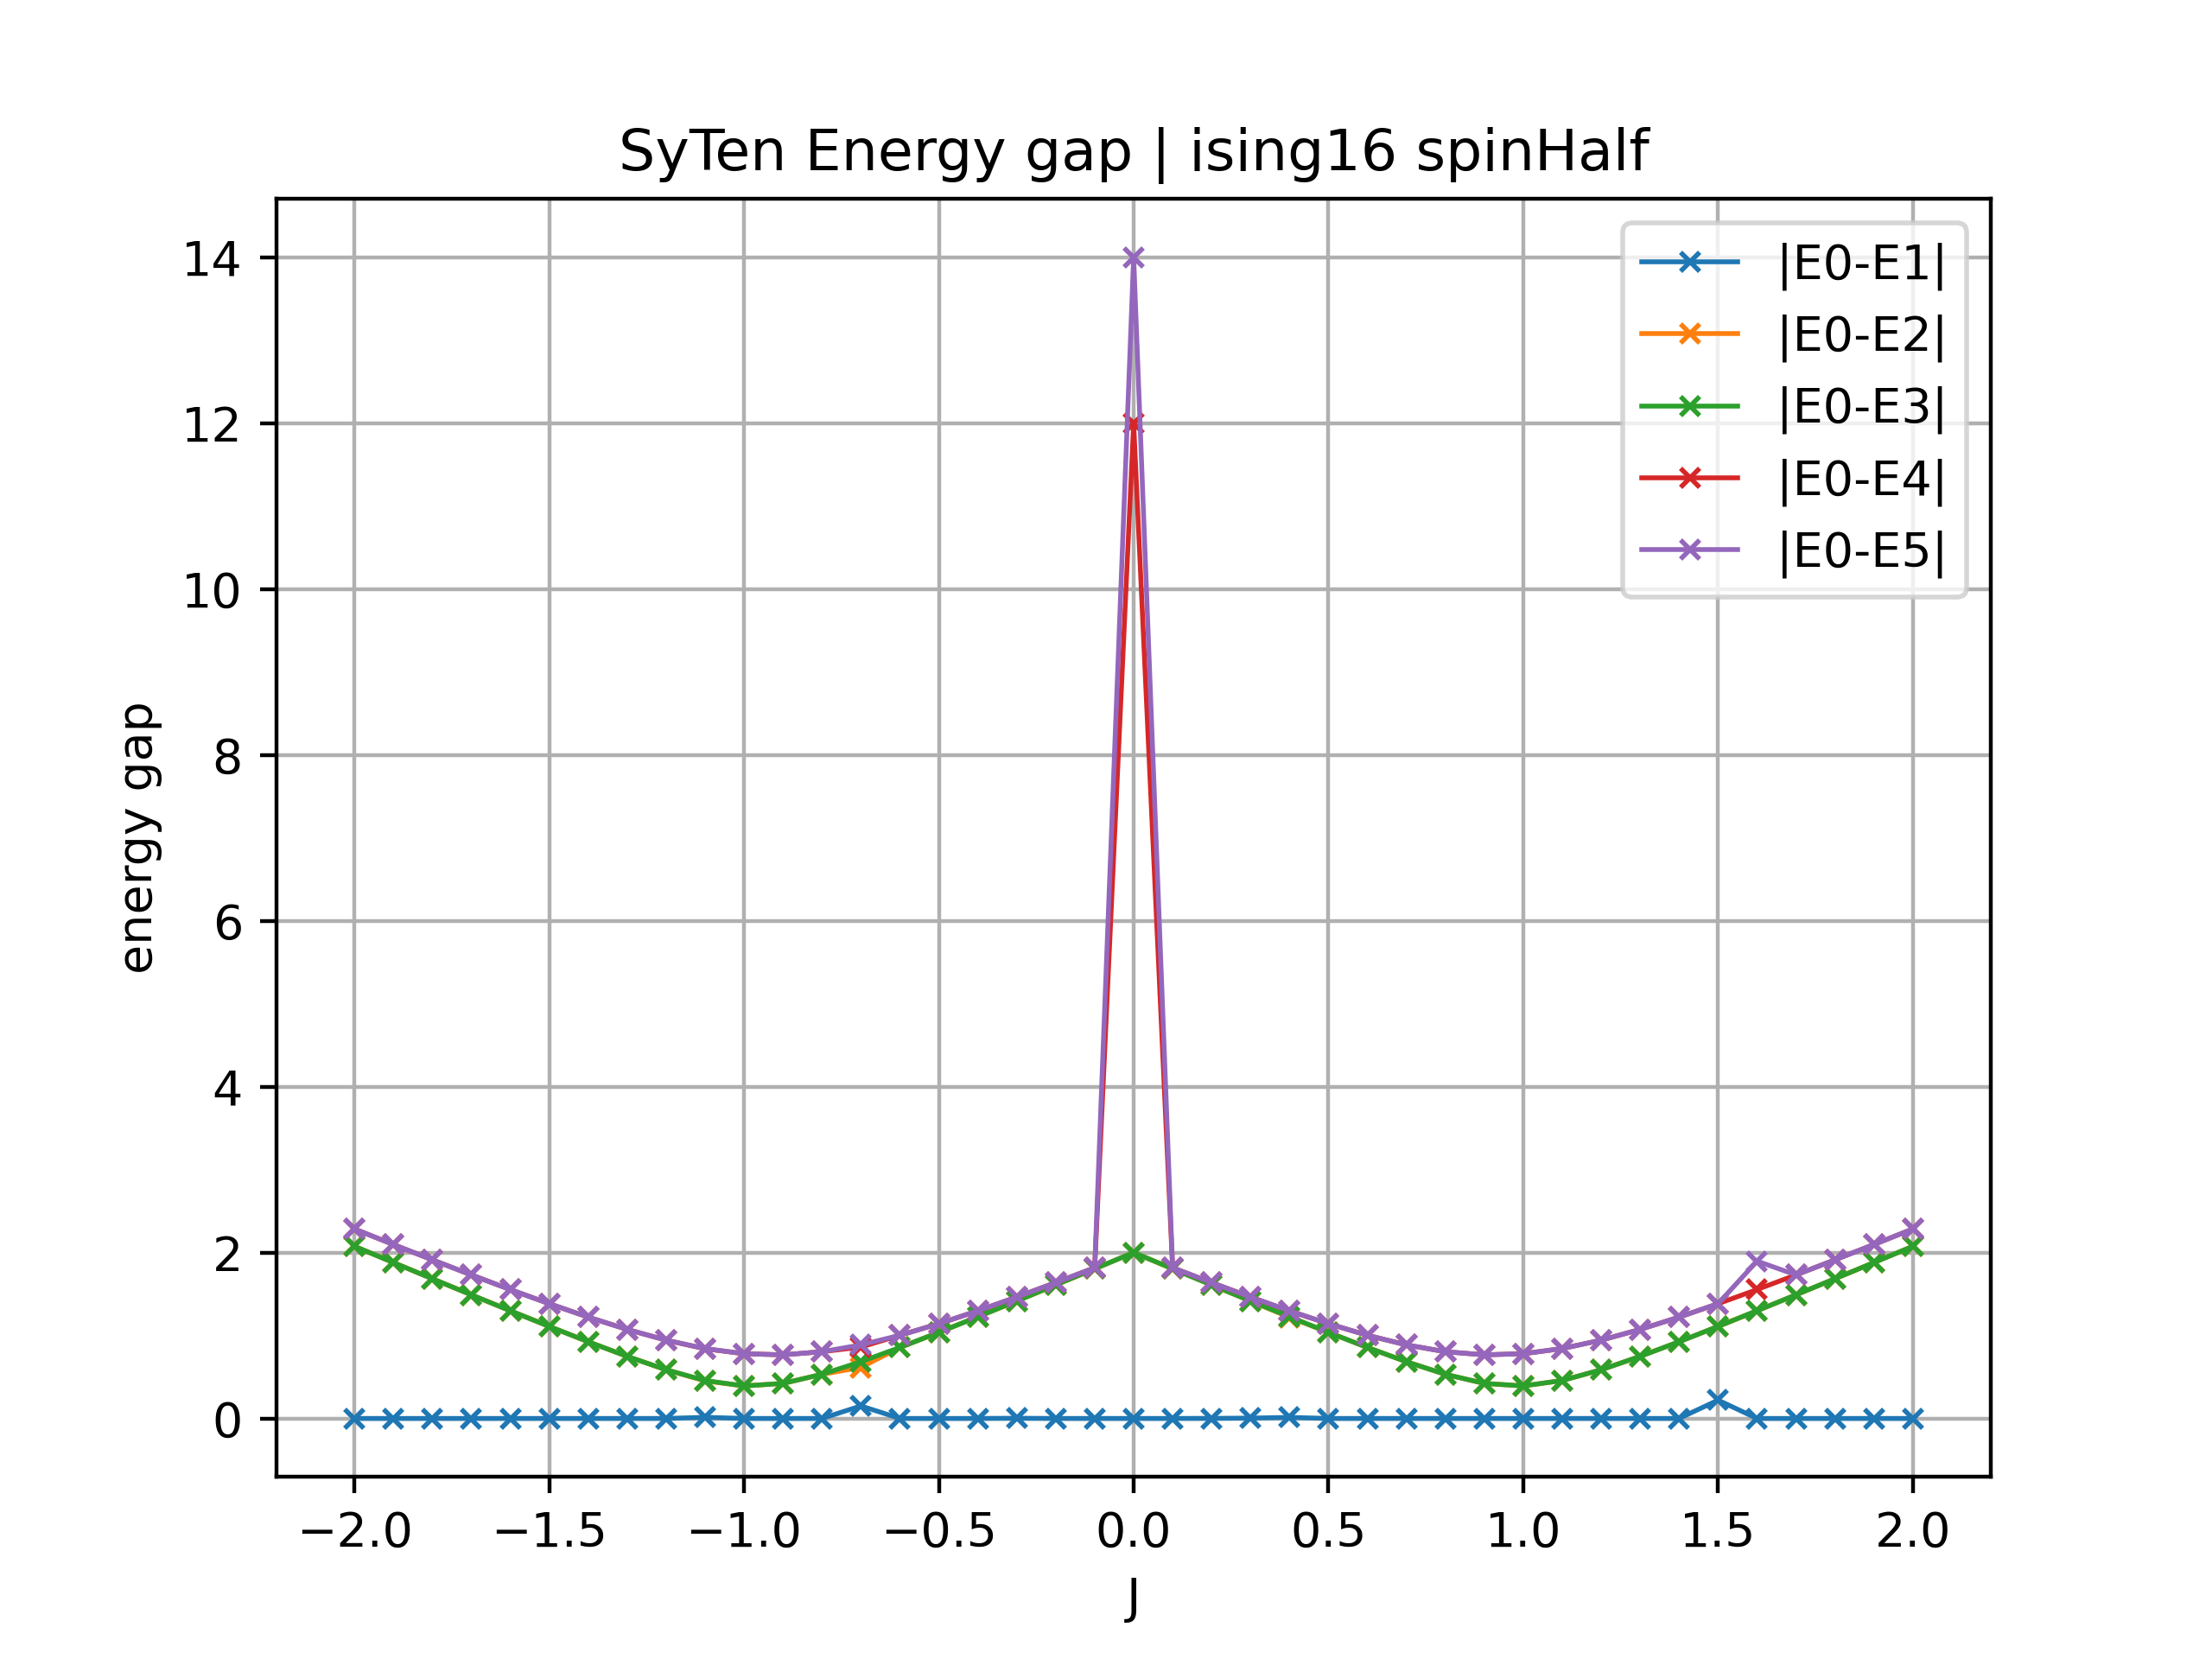 SyTen Energy gap | ising16 spinHalf
14
12
10
8
6
4
2
0
energy gap
|E0-E1|
|E0-E2|
|E0-E3|
|E0-E4|
|E0-E5|
−2.0 −1.5 −1.0 −0.5 0.0 0.5 1.0 1.5 2.0
J